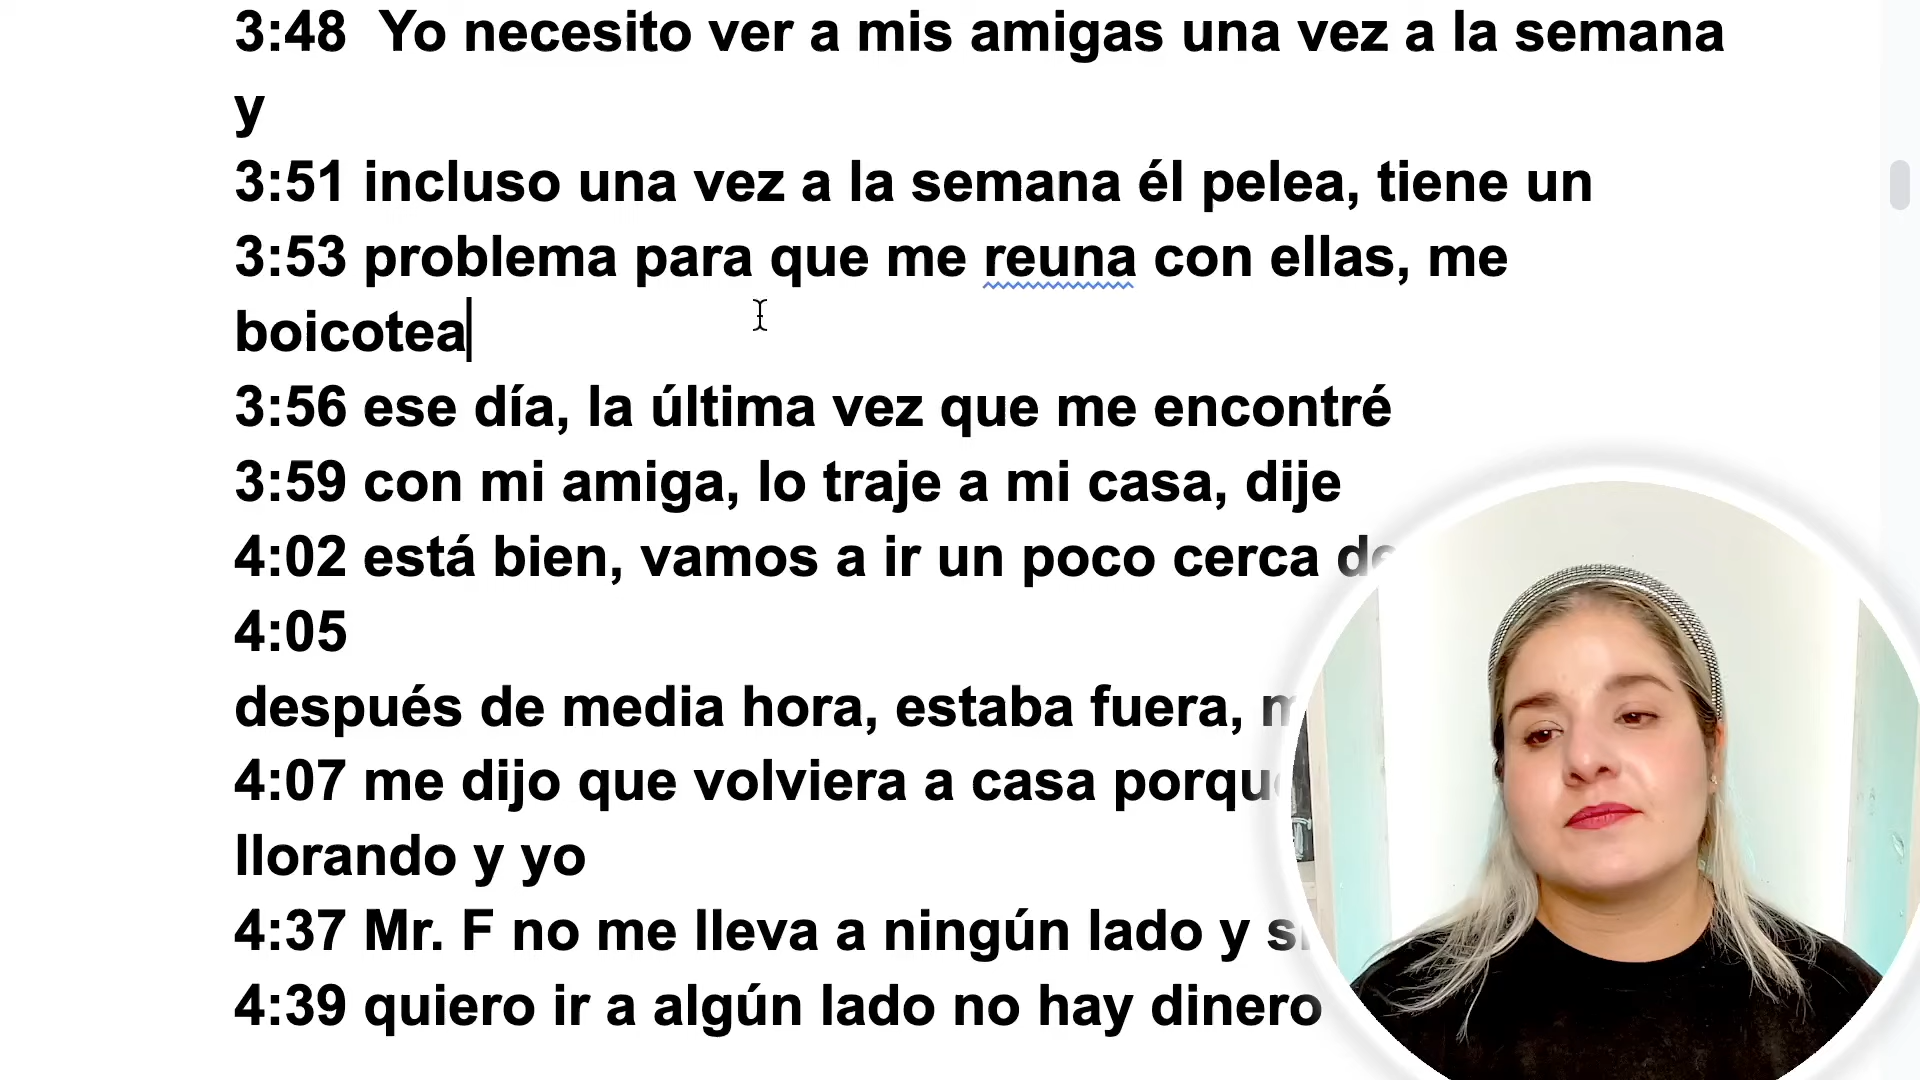 3:48 Yo necesito ver a mis amigas una vez a la semana
y
3:51 incluso una vez a la semana él pelea, tiene un
3:53 problema para que me reuna con ellas, me
boicotea
3:56 ese día, la última vez que me encontré
3:59 con mi amiga, lo traje a mi casa, dije
4:02 está bien, vamos a ir un poco cerca de
4:05
después de media hora, estaba fuera,
4:07 me dijo que volviera a casa porque
llorando y yo
4:37 Mr. F no me lleva a ningún lado y si
4:39 quiero ir a algún lado no hay dinero